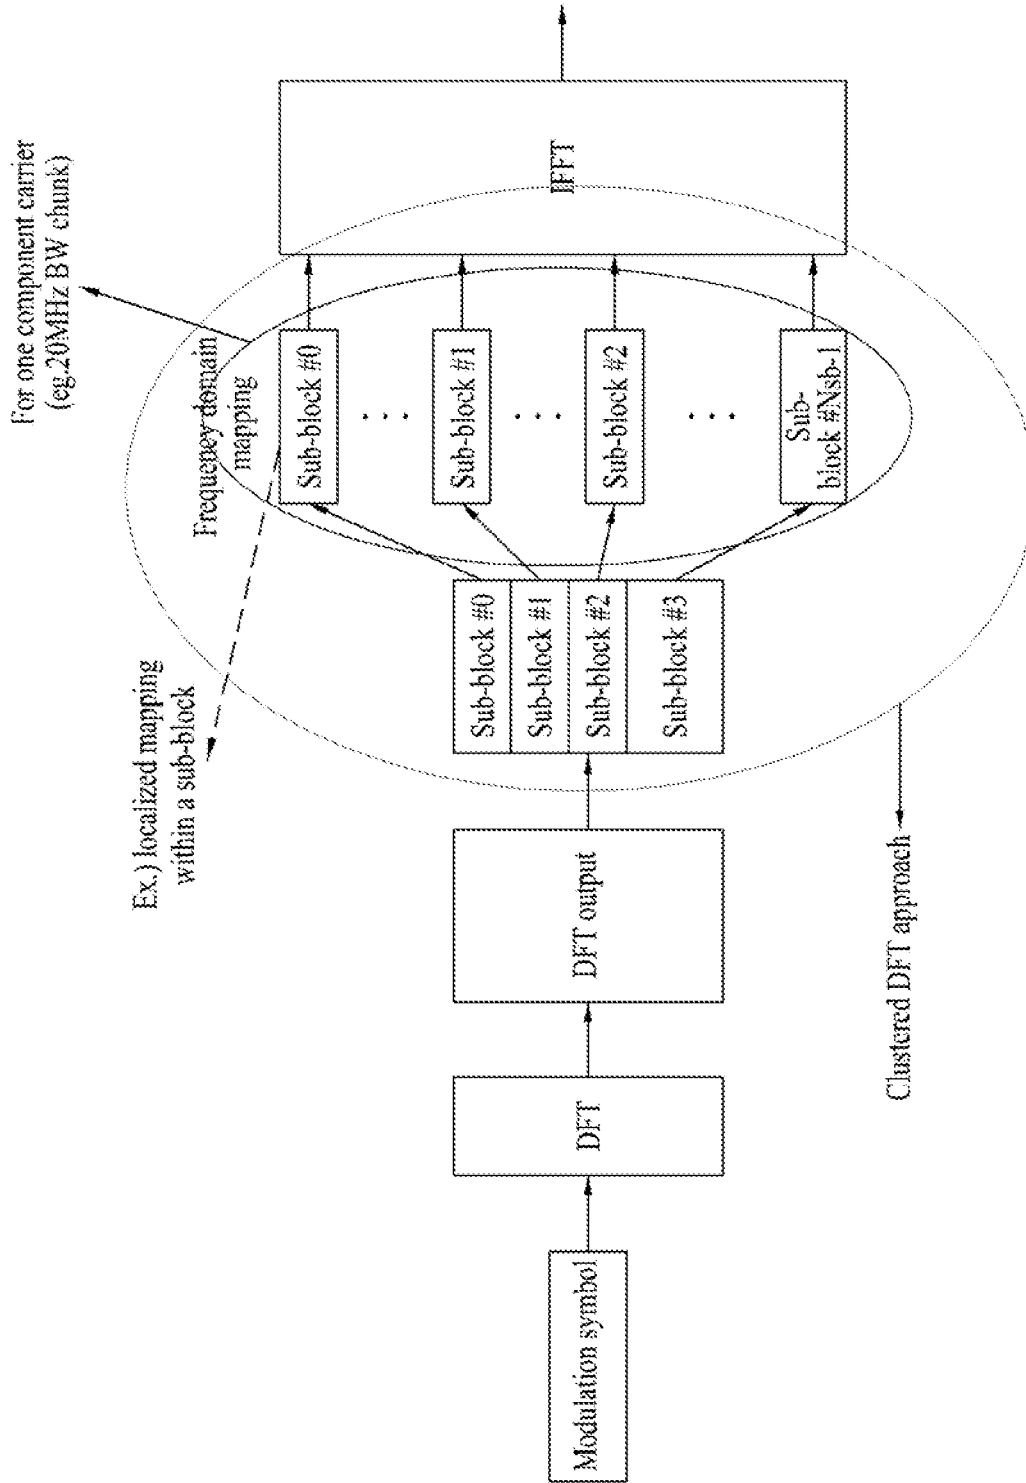 For one component carrier
(eg.20MHz BW chunk)
Frequency domain
mapping
Ex.) localized mapping
within a sub-block
Modulation symbol
DFT
DFT output
Sub-block #0
Sub-block #1
Sub-block #2
Sub-block #3
Sub-block #0
Sub-block #1
Sub-block #2
Sub-
block #Nsb-1
IFFT
Clustered DFT approach